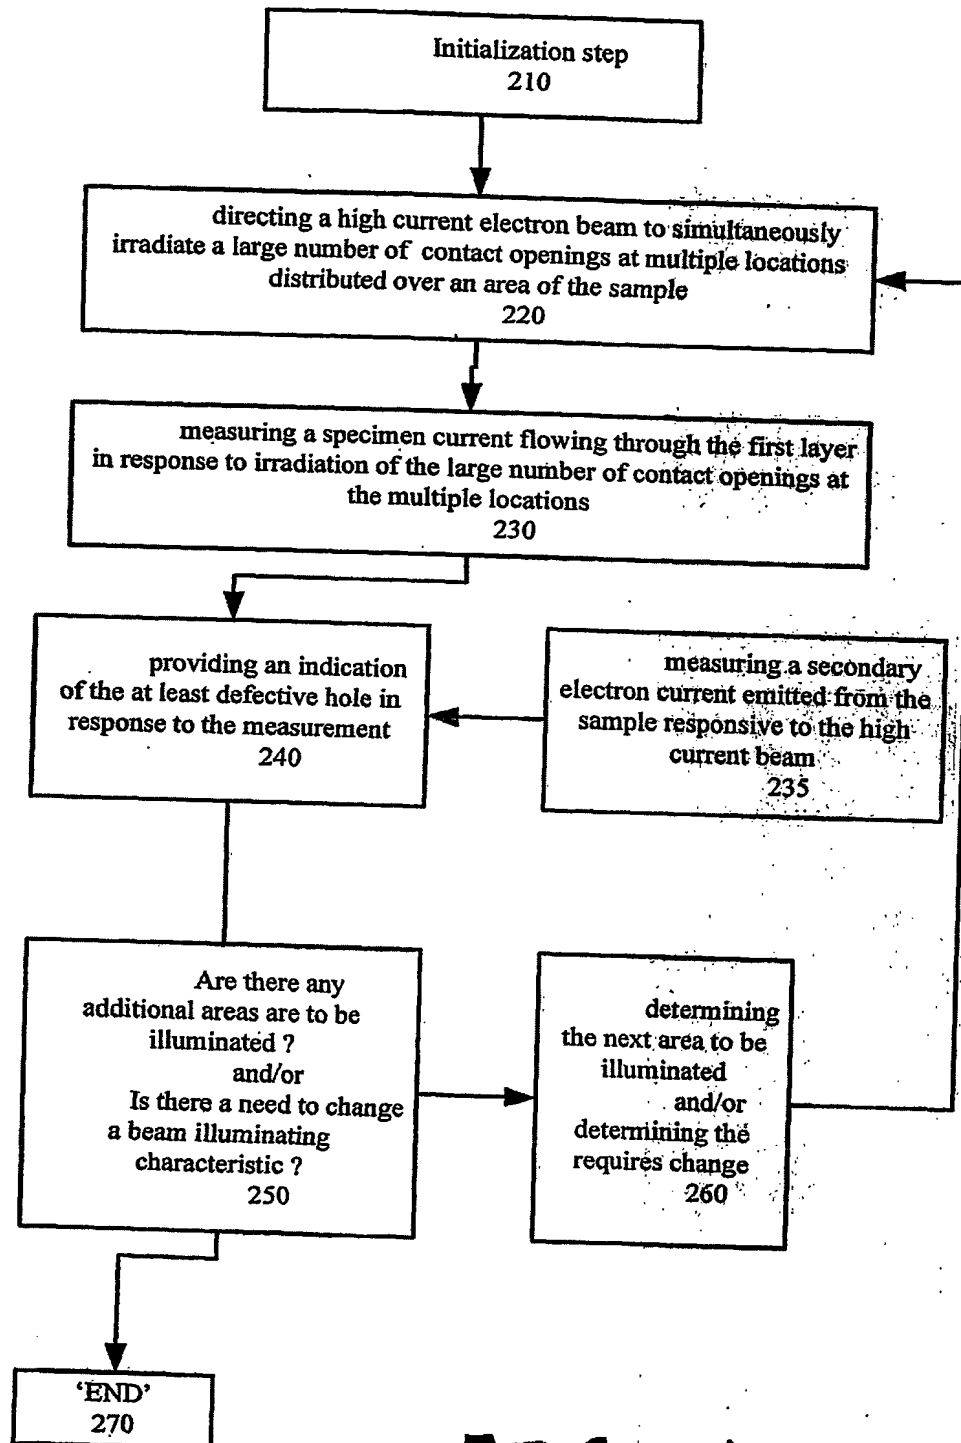 Initialization step
210
directing a high current electron beam to simultaneously
irradiate a large number of contact openings at multiple locations
distributed over an area of the sample
220
measuring a specimen current flowing through the first layer
in response to irradiation of the large number of contact openings at
the multiple locations
230
providing an indication
of the at least defective hole in
response to the measurement
240
measuring a secondary
electron current emitted from the
sample responsive to the high
current beam
235
Are there any
additional areas are to be
illuminated ?
and/or
Is there a need to change
a beam illuminating
characteristic ?
250
determining
the next area to be
illuminated
and/or
determining the
requires change
260
'END'
270